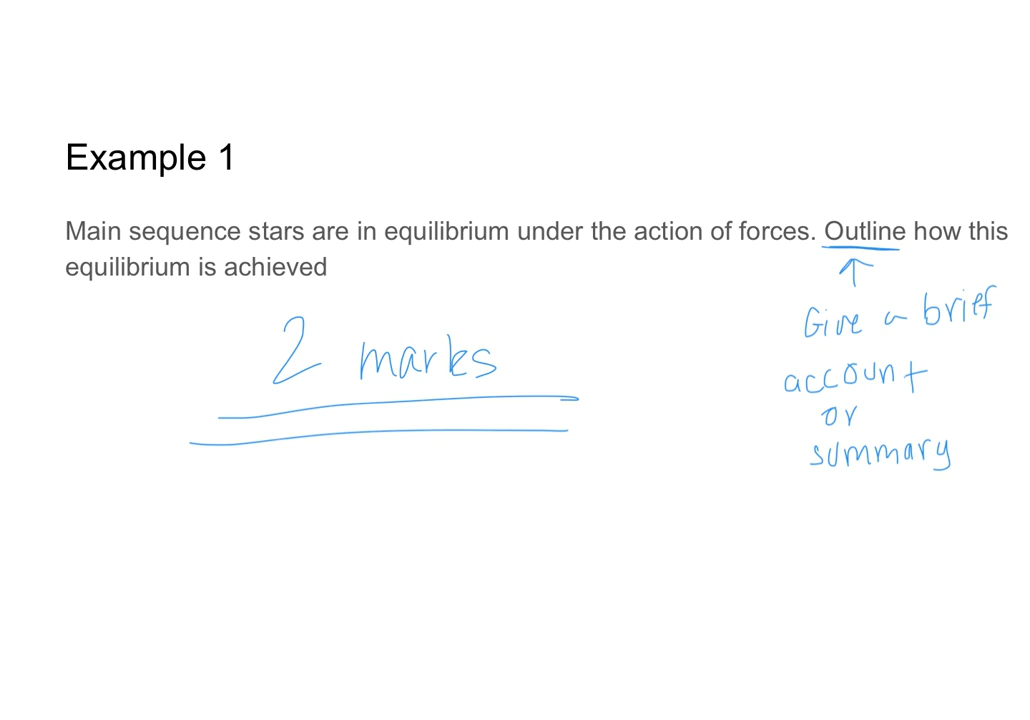 Example 1
Main sequence stars are in equilibrium under the action of forces. Outline how this
equilibrium is achieved
2 marks
Give a brief
account
or
summary